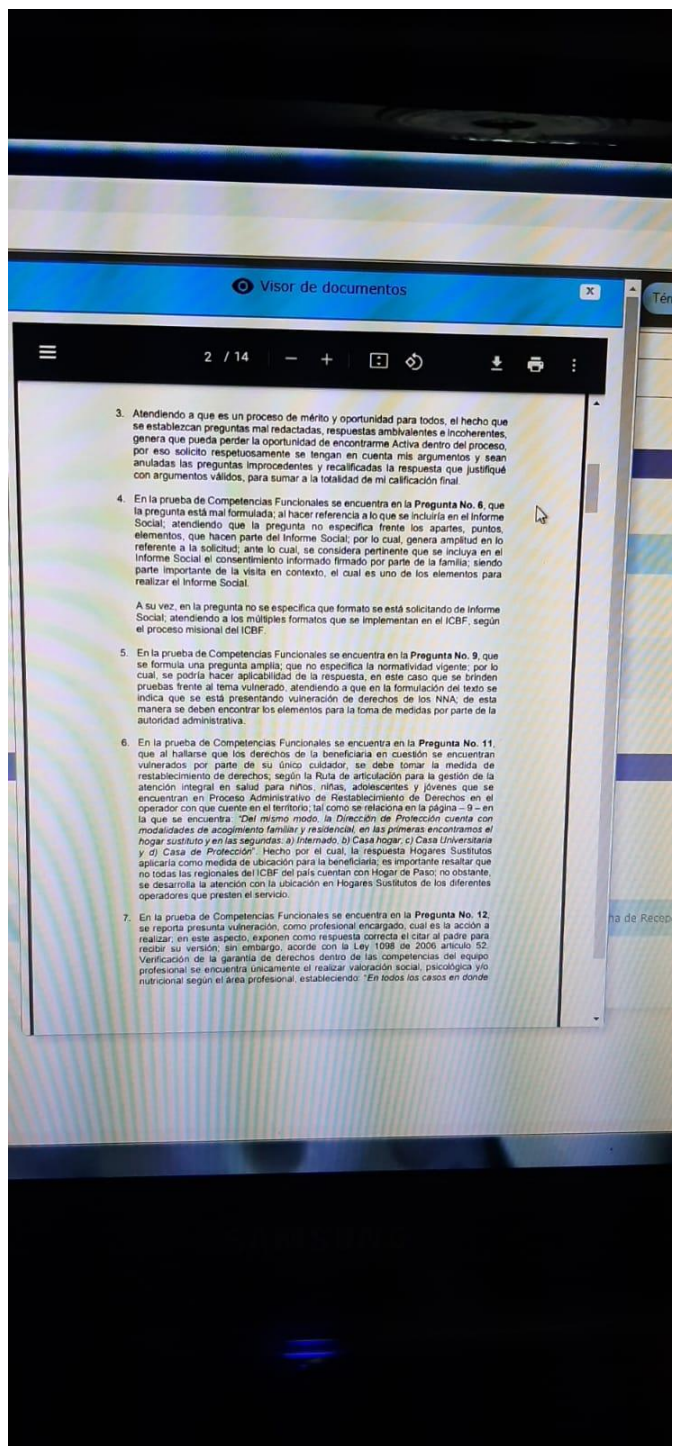 Visor de documentos
x
Tér
2 / 14
3. Atendiendo a que es un proceso de mérito y oportunidad para todos, el hecho que
se establezcan preguntas mal redactadas, respuestas ambivalentes e incoherentes,
genera que pueda perder la oportunidad de encontrarme Activa dentro del proceso,
por eso solicito respetuosamente se tengan en cuenta mis argumentos y sean
anuladas las preguntas improcedentes y recalificadas la respuesta que justifiqué
con argumentos válidos, para sumar a la totalidad de mi calificación final.
4. En la prueba de Competencias Funcionales se encuentra en la Pregunta No. 6, que
la pregunta está mal formulada; al hacer referencia a lo que se incluiría en el Informe
Social; atendiendo que la pregunta no especifica frente los apartes, puntos,
elementos, que hacen parte del Informe Social; por lo cual, genera amplitud en lo
referente a la solicitud; ante lo cual, se considera pertinente que se incluya en el
Informe Social el consentimiento informado firmado por parte de la familia; siendo
parte importante de la visita en contexto, el cual es uno de los elementos para
realizar el Informe Social.
A su vez, en la pregunta no se especifica que formato se está solicitando de Informe
Social; atendiendo a los múltiples formatos que se implementan en el ICBF, según
el proceso misional del ICBF.
5. En la prueba de Competencias Funcionales se encuentra en la Pregunta No. 9, que
se formula una pregunta amplia; que no especifica la normatividad vigente; por lo
cual, se podría hacer aplicabilidad de la respuesta, en este caso que se brinden
pruebas frente al tema vulnerado, atendiendo a que en la formulación del texto se
indica que se está presentando vulneración de derechos de los NNA; de esta
manera se deben encontrar los elementos para la toma de medidas por parte de la
autoridad administrativa.
6. En la prueba de Competencias Funcionales se encuentra en la Pregunta No. 11,
que al hallarse que los derechos de la beneficiaria en cuestión se encuentran
vulnerados por parte de su único cuidador, se debe tomar la medida de
restablecimiento de derechos; según la Ruta de articulación para la gestión de la
atención integral en salud para niños, niñas, adolescentes y jóvenes que se
encuentran en Proceso Administrativo de Restablecimiento de Derechos en el
operador con que cuente en el territorio; tal como se relaciona en la página – 9 – en
la que se encuentra: "Del mismo modo, la Dirección de Protección cuenta con
modalidades de acogimiento familiar y residencial, en las primeras encontramos el
hogar sustituto y en las segundas: a) Internado, b) Casa hogar, c) Casa Universitaria
y d) Casa de Protección". Hecho por el cual, la respuesta Hogares Sustitutos
aplicaría como medida de ubicación para la beneficiaria; es importante resaltar que
no todas las regionales del ICBF del país cuentan con Hogar de Paso; no obstante,
se desarrolla la atención con la ubicación en Hogares Sustitutos de los diferentes
operadores que presten el servicio.
7. En la prueba de Competencias Funcionales se encuentra en la Pregunta No. 12,
se reporta presunta vulneración, como profesional encargado, cual es la acción a
realizar; en este aspecto, exponen como respuesta correcta el citar al padre para
recibir su versión; sin embargo, acorde con la Ley 1098 de 2006 artículo 52.
Verificación de la garantía de derechos dentro de las competencias del equipo
profesional se encuentra únicamente el realizar valoración social, psicológica y/o
nutricional según el área profesional, estableciendo: "En todos los casos en donde
ha de Recep